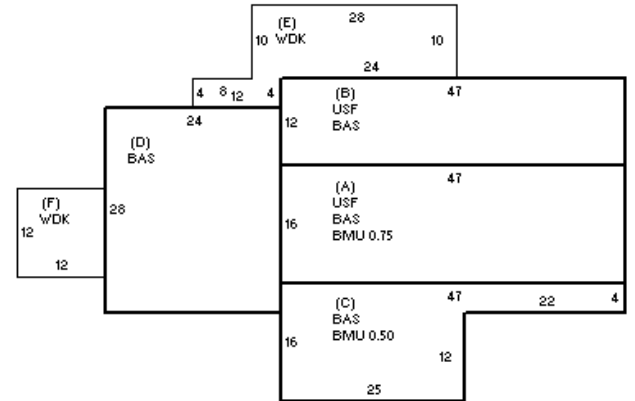 28
(E)
10 WDK 10
24
4 8 12 4
(B) 47
USF
12 BAS
24
(D)
BAS
(A) 47
USF
16 BAS
BMU 0.75
(F)
WDK
28
12
12
(C) 47 22 4
BAS
16 BMU 0.50
12
25